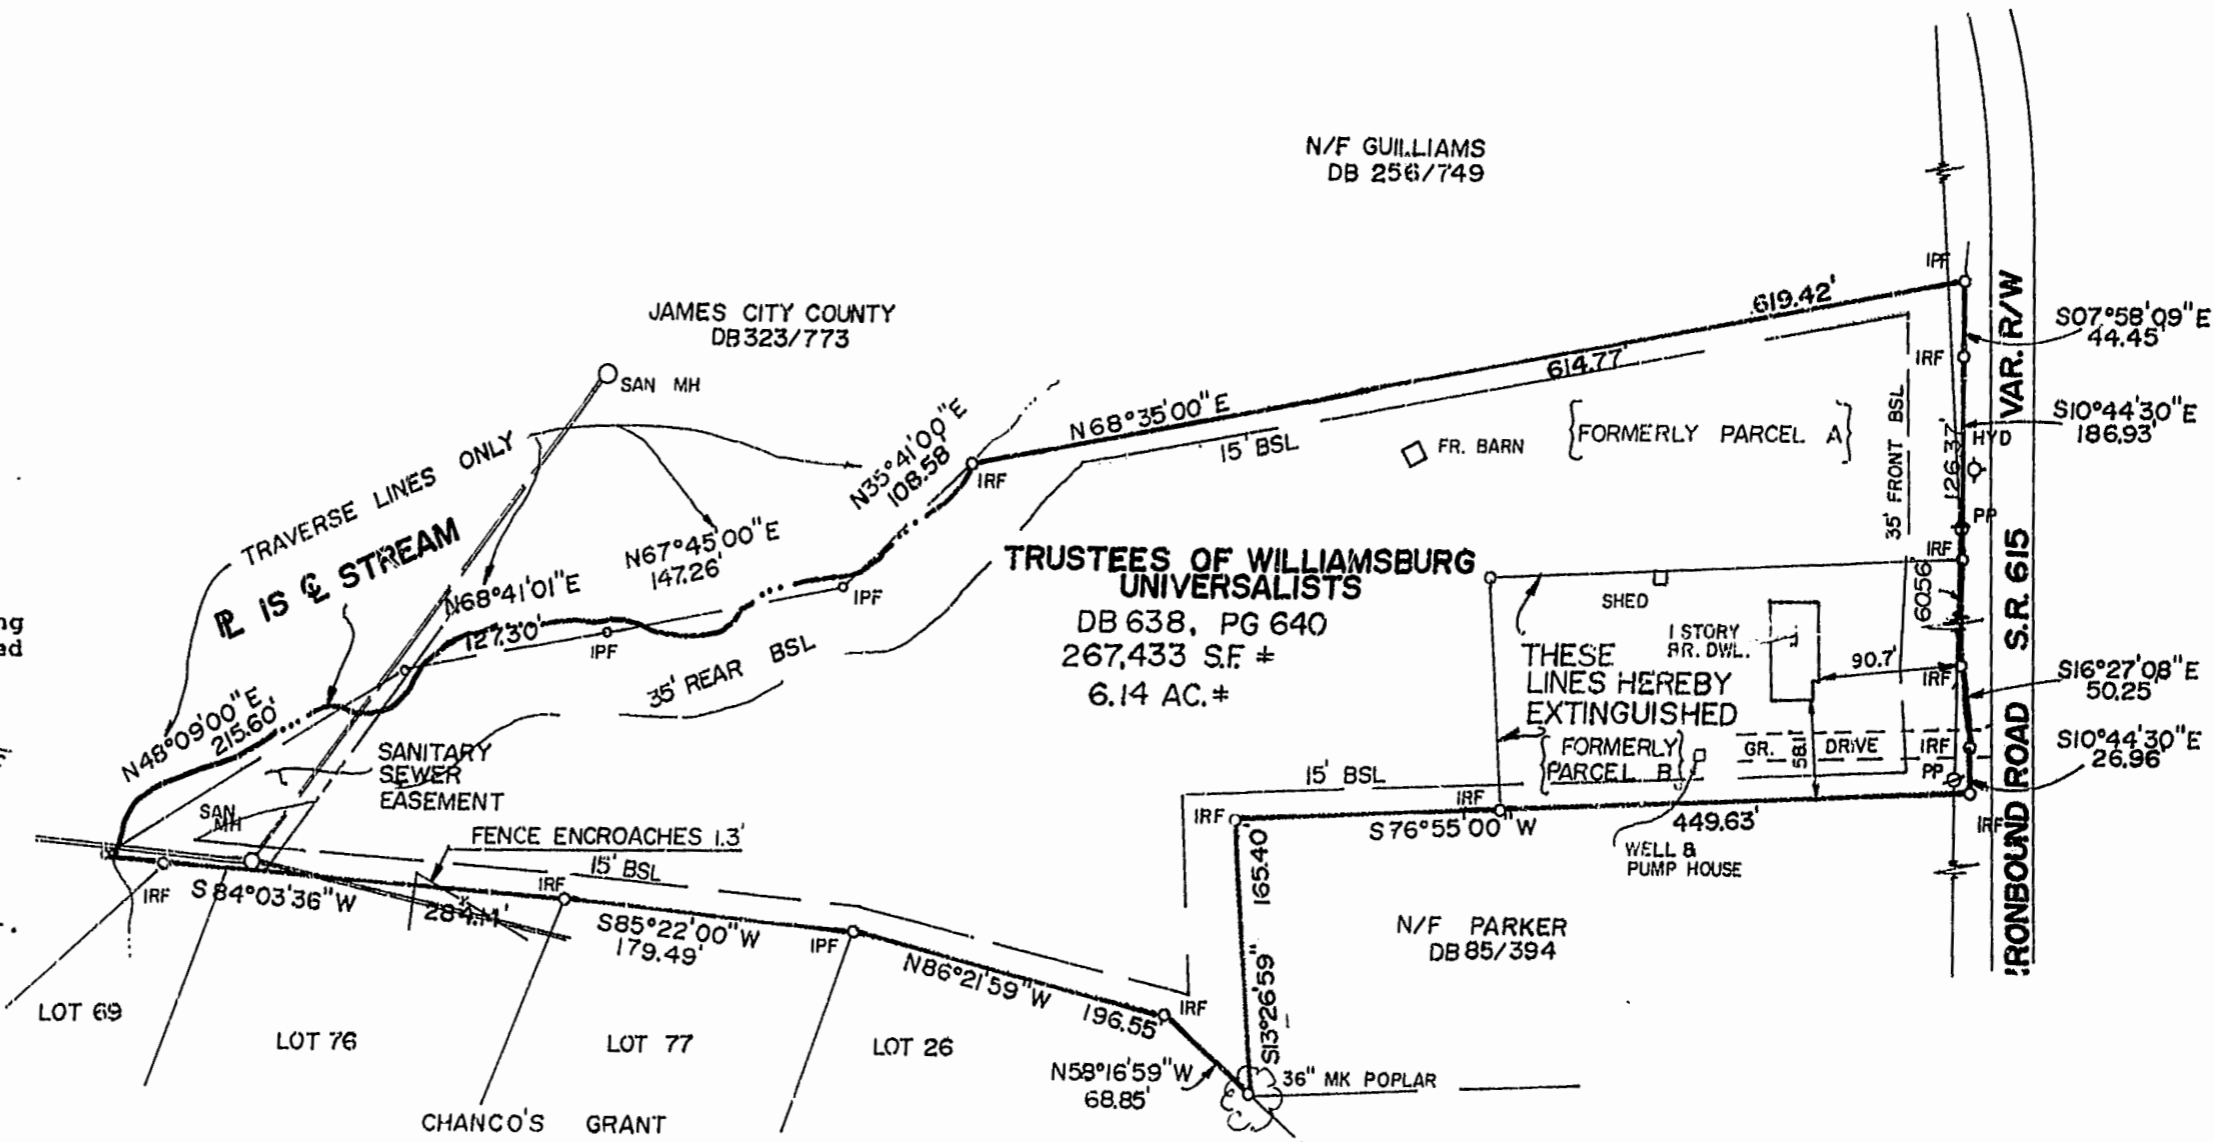 N/F GUILLIAMS
DB 256/749
JAMES CITY COUNTY
DB 323/773
SAN MH
TRAVERSE LINES ONLY
PL IS CL STREAM
N48°09'00"E
215.60'
N68°41'01"E
127.30'
IPF
N67°45'00"E
147.26'
IPF
N35°41'00"E
108.58'
IRF
N68°35'00"E
619.42'
614.77'
15' BSL
FR. BARN
{FORMERLY PARCEL A}
35' FRONT BSL
IPF
S07°58'09"E
44.45'
IRF
S10°44'30"E
186.93'
HYD
126.37'
PP
IRF
60.56'
IRF
S16°27'08"E
50.25'
S10°44'30"E
26.96'
IRF
PP
IRF
VAR. R/W
S.R. 615
IRONBOUND ROAD
TRUSTEES OF WILLIAMSBURG
UNIVERSALISTS
DB 638, PG 640
267,433 S.F. ±
6.14 AC. ±
SHED
1 STORY
BR. DWL.
90.7'
58.1'
THESE
LINES HEREBY
EXTINGUISHED
{FORMERLY
PARCEL B}
GR. DRIVE
35' REAR BSL
SANITARY
SEWER
EASEMENT
SAN
MH
FENCE ENCROACHES 1.3'
15' BSL
15' BSL
IRF
IRF
S76°55'00"W
449.63'
WELL &
PUMP HOUSE
165.40'
S13°26'59"E
N/F PARKER
DB 85/394
IRF
S84°03'36"W
284.14'
IRF
S85°22'00"W
179.49'
IPF
N86°21'59"W
196.55'
IRF
N58°16'59"W
68.85'
36" MK POPLAR
LOT 69
LOT 76
LOT 77
LOT 26
CHANCO'S GRANT